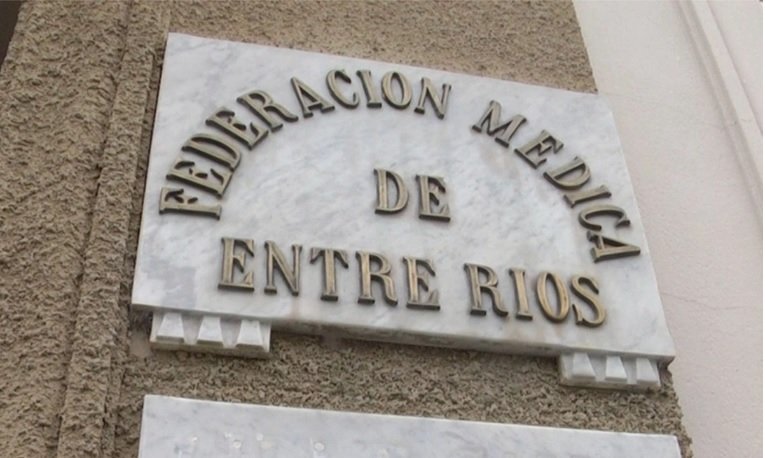 FEDERACION MEDICA
DE
ENTRE RIOS